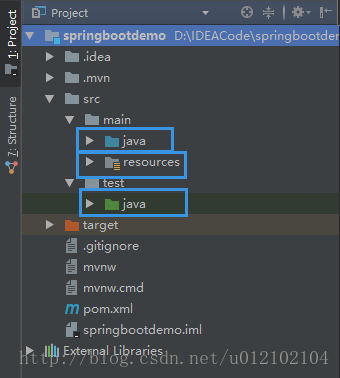 1: Project
7: Structure
Project
springbootdemo D:\IDEACode\springbootdem
.idea
.mvn
src
main
java
resources
test
java
target
.gitignore
mvnw
mvnw.cmd
pom.xml
springbootdemo.iml
External Libraries
http://blog.csdn.net/u012102104